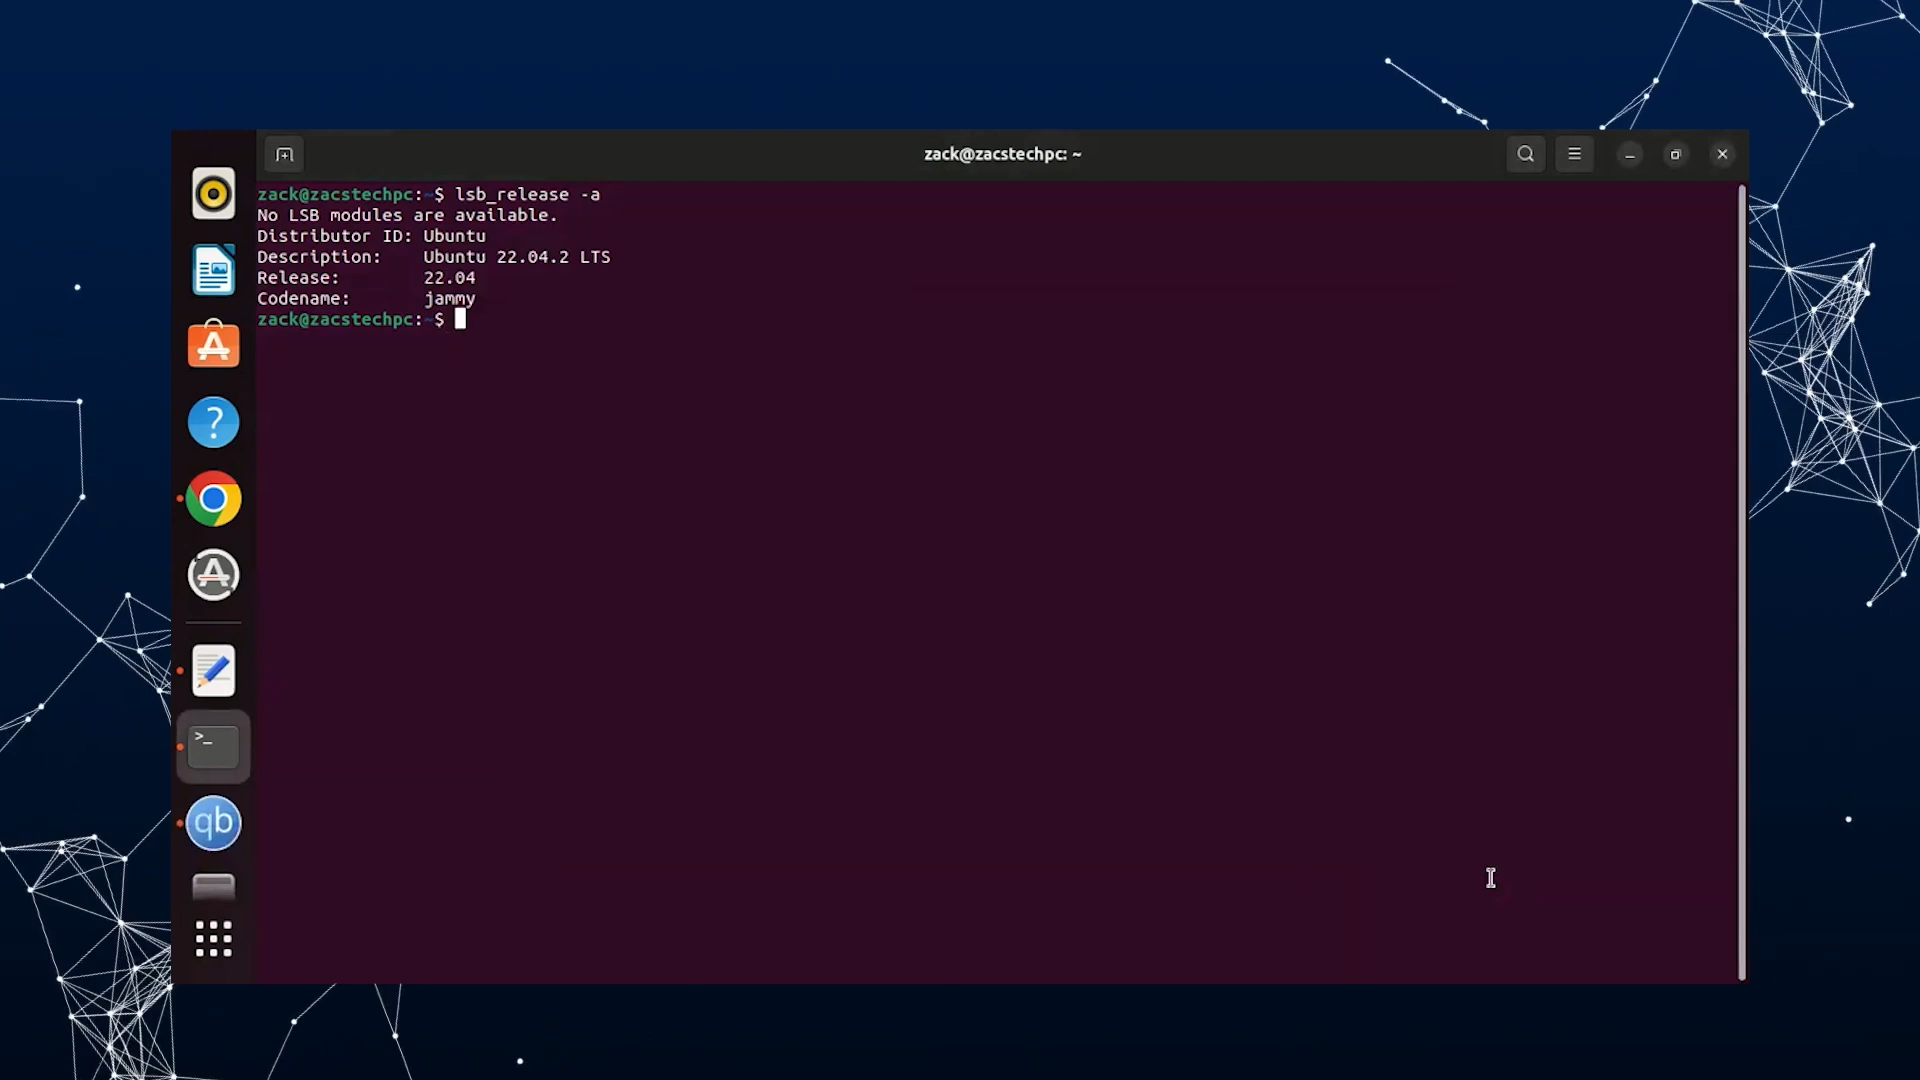 zack@zacstechpc: ~
zack@zacstechpc:~$ lsb_release -a
No LSB modules are available.
Distributor ID: Ubuntu
Description:    Ubuntu 22.04.2 LTS
Release:        22.04
Codename:       jammy
zack@zacstechpc:~$
?
>_
qb